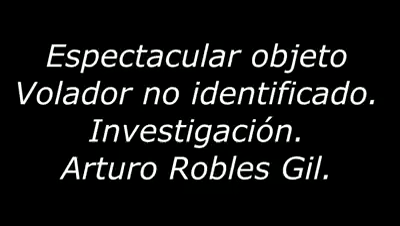 Espectacular objeto
Volador no identificado.
Investigación.
Arturo Robles Gil.